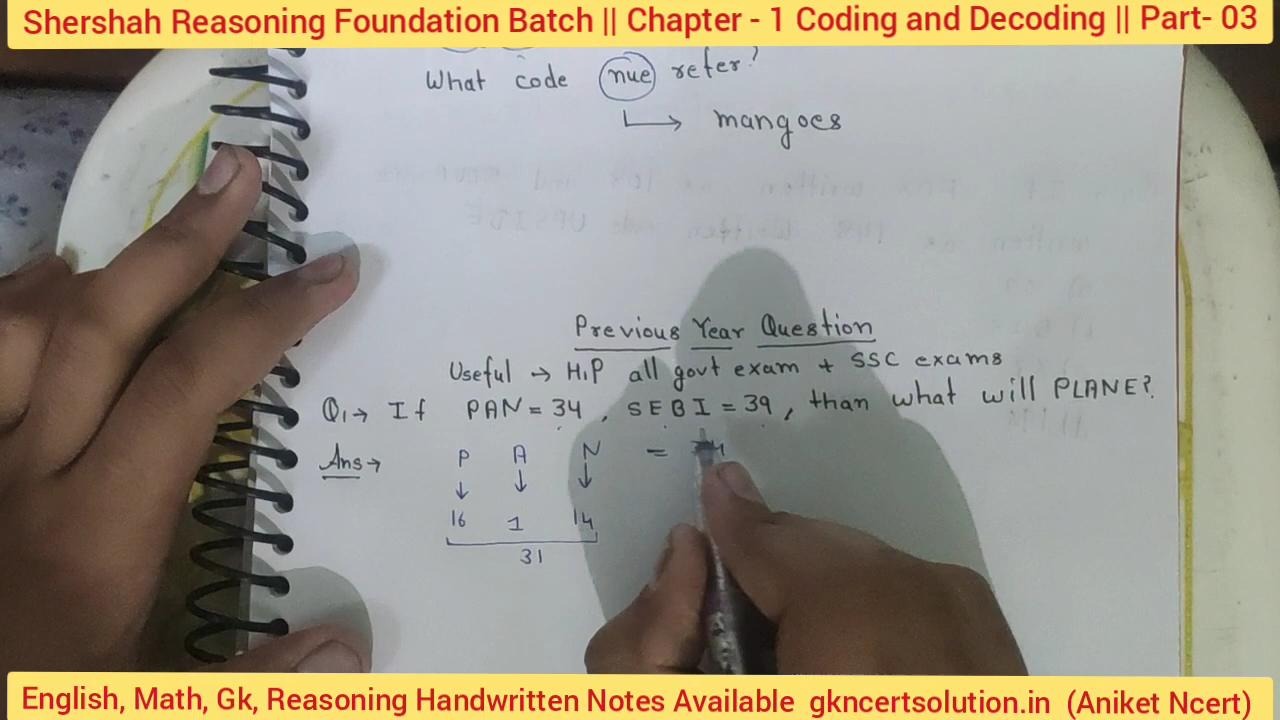 Shershah Reasoning Foundation Batch || Chapter - 1 Coding and Decoding || Part- 03
What code nue refer?
mangoes
Previous Year Question
Useful → H,P all govt exam + SSC exams
Q1→ If PAN = 34 , SEBI = 39 , than what will PLANE?
Ans→ P A N =
16 1 14
31
English, Math, Gk, Reasoning Handwritten Notes Available gkncertsolution.in (Aniket Ncert)